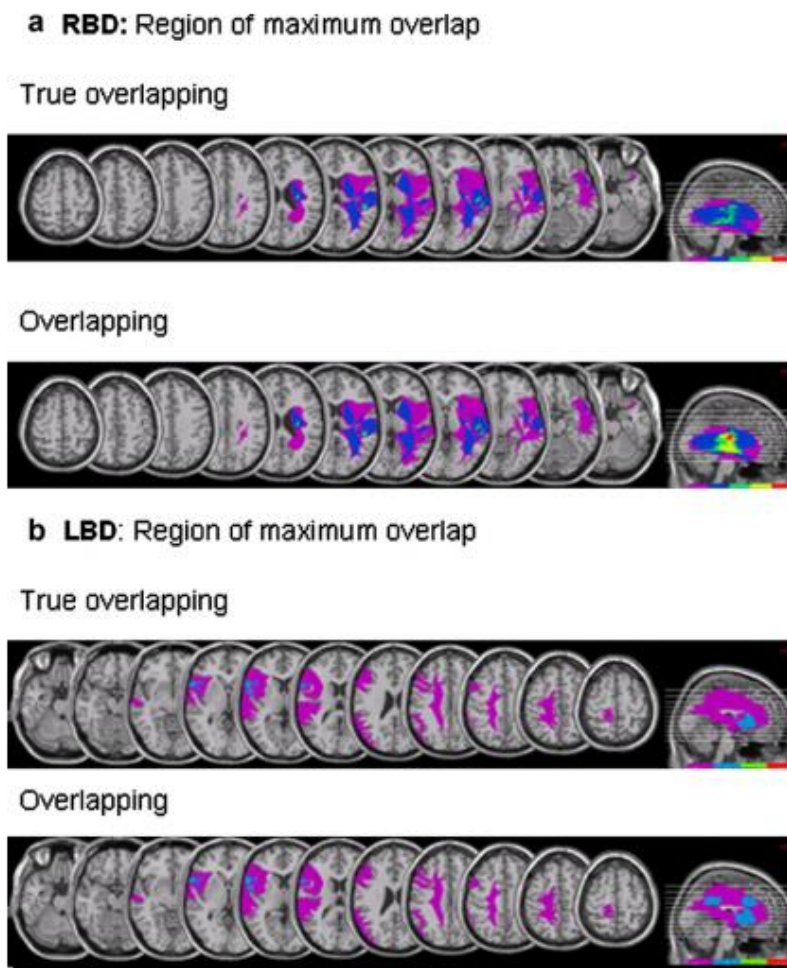 a RBD: Region of maximum overlap
True overlapping
Overlapping
b LBD: Region of maximum overlap
True overlapping
Overlapping